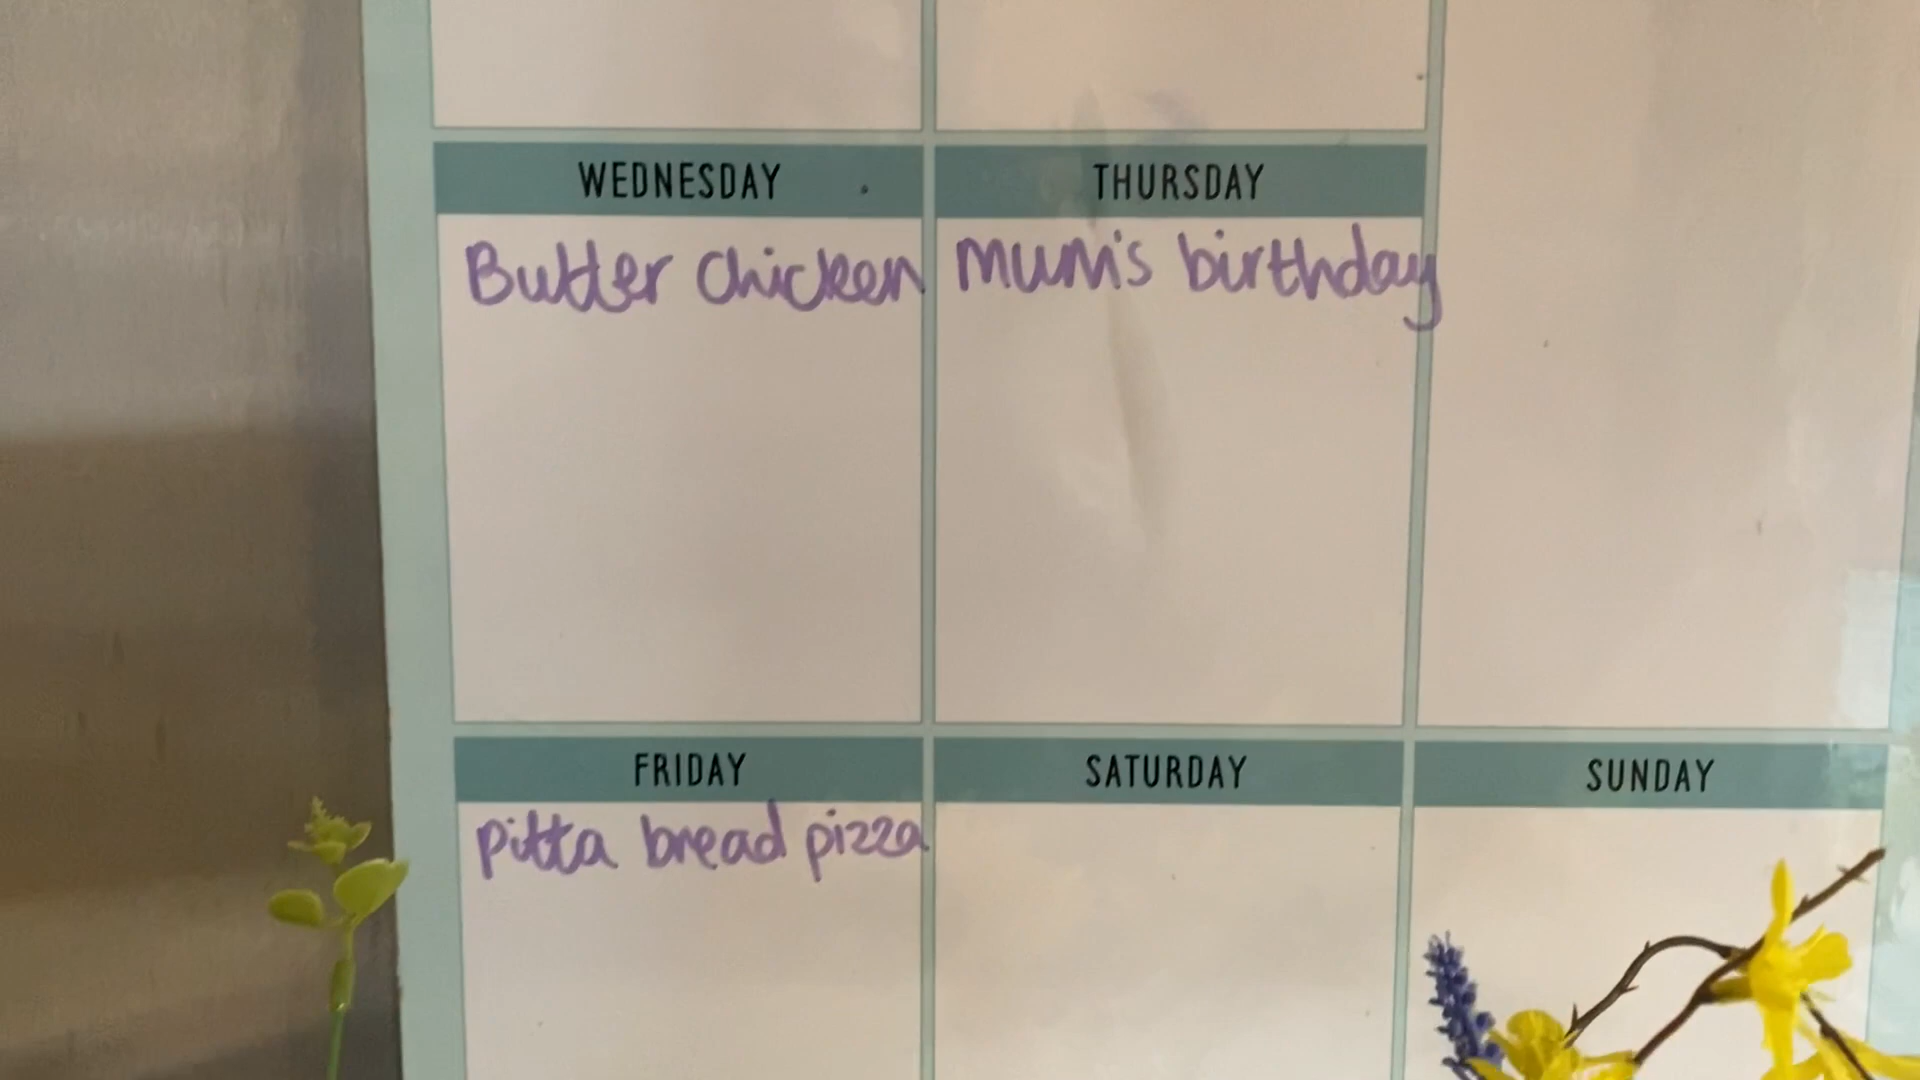 WEDNESDAY
THURSDAY
Butter chicken
mum's birthday
FRIDAY
SATURDAY
SUNDAY
pitta bread pizza